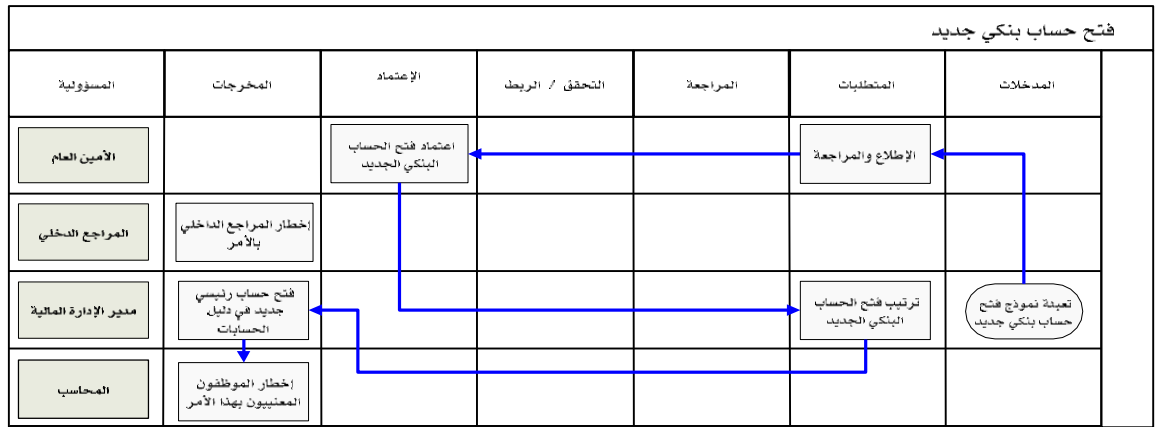 فتح حساب بنكي جديد
المدخلات
المتطلبات
المراجعة
التحقق / الربط
الإعتماد
المخرجات
المسؤولية
الإطلاع والمراجعة
اعتماد فتح الحساب
البنكي الجديد
الأمين العام
إخطار المراجع الداخلي
بالأمر
المراجع الدخلي
تعبئة نموذج فتح
حساب بنكي جديد
ترتيب فتح الحساب
البنكي الجديد
فتح حساب رئيسي
جديد في دليل
الحسابات
مدير الإدارة المالية
إخطار الموظفون
المعنييون بهذا الأمر
المحاسب